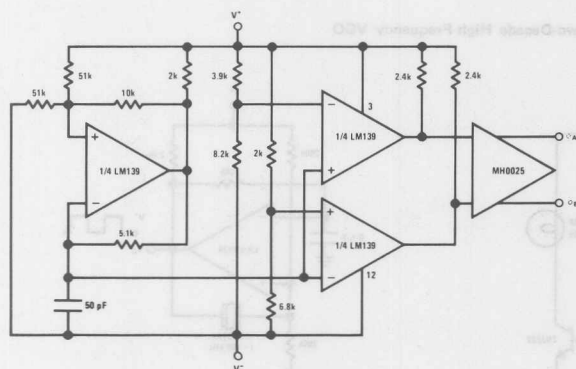 V+
51k
2k
3.9k
2.4k
2.4k
51k
10k
3
+
−
1/4 LM139
8.2k
2k
−
+
1/4 LM139
MH0025
5.1k
+
−
1/4 LM139
12
50 pF
6.8k
V−